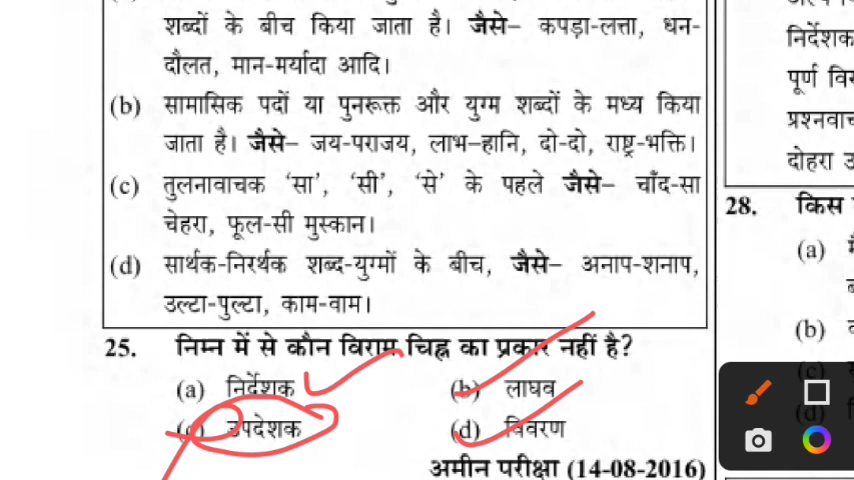 शब्दों के बीच किया जाता है। जैसे– कपड़ा-लत्ता, धन-
दौलत, मान-मर्यादा आदि।
(b) सामासिक पदों या पुनरूक्त और युग्म शब्दों के मध्य किया
जाता है। जैसे– जय-पराजय, लाभ–हानि, दो-दो, राष्ट्र-भक्ति।
(c) तुलनावाचक ‘सा’, ‘सी’, ‘से’ के पहले जैसे– चाँद-सा
चेहरा, फूल-सी मुस्कान।
(d) सार्थक-निरर्थक शब्द-युग्मों के बीच, जैसे– अनाप-शनाप,
उल्टा-पुल्टा, काम-वाम।
25. निम्न में से कौन विराम चिह्न का प्रकार नहीं है?
(a) निर्देशक (b) लाघव
(c) उपदेशक (d) विवरण
अमीन परीक्षा (14-08-2016)
निर्देशक
पूर्ण
दोहरा
28. किस
(a)
(b)
(c)
(d)